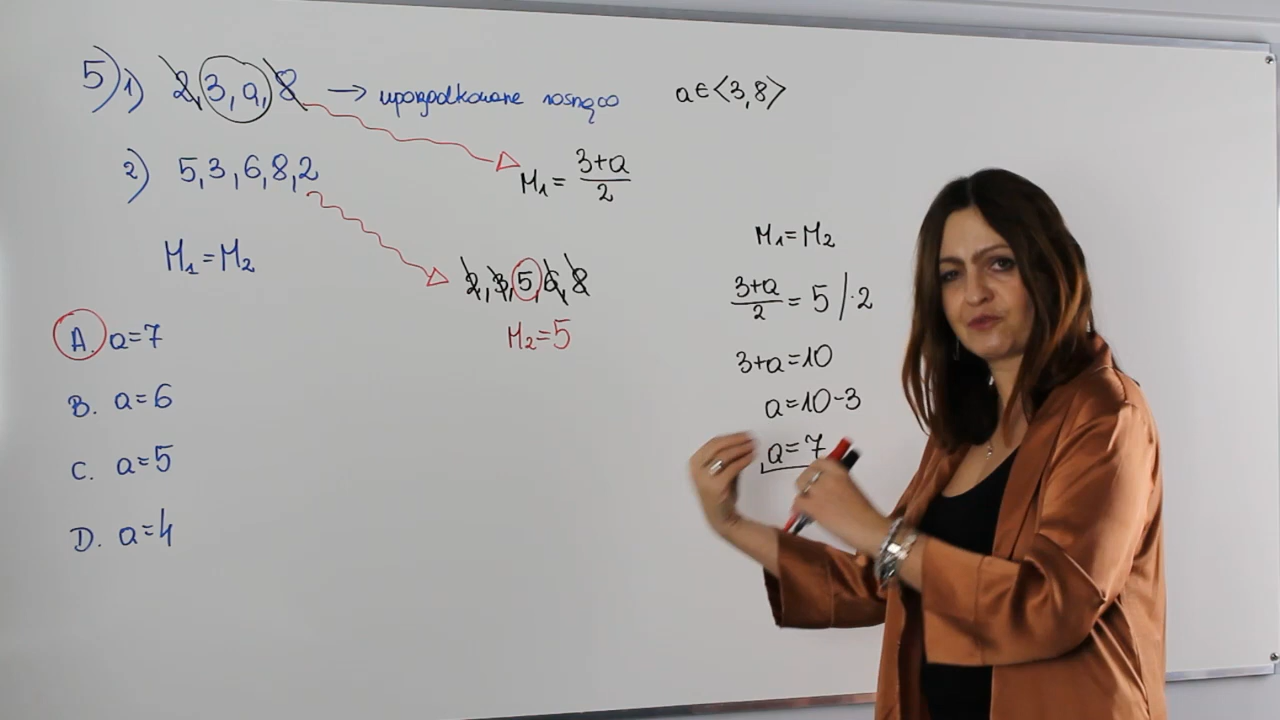 5) 1) 2, 3, a, 8 → uporządkowane rosnąco a∈⟨3,8⟩
2) 5, 3, 6, 8, 2
M₁ = (3+a)/2
M₁ = M₂
2, 3, 5, 6, 8
M₂ = 5
A. a = 7
B. a = 6
C. a = 5
D. a = 4
M₁ = M₂
(3+a)/2 = 5 / · 2
3+a = 10
a = 10 - 3
a = 7